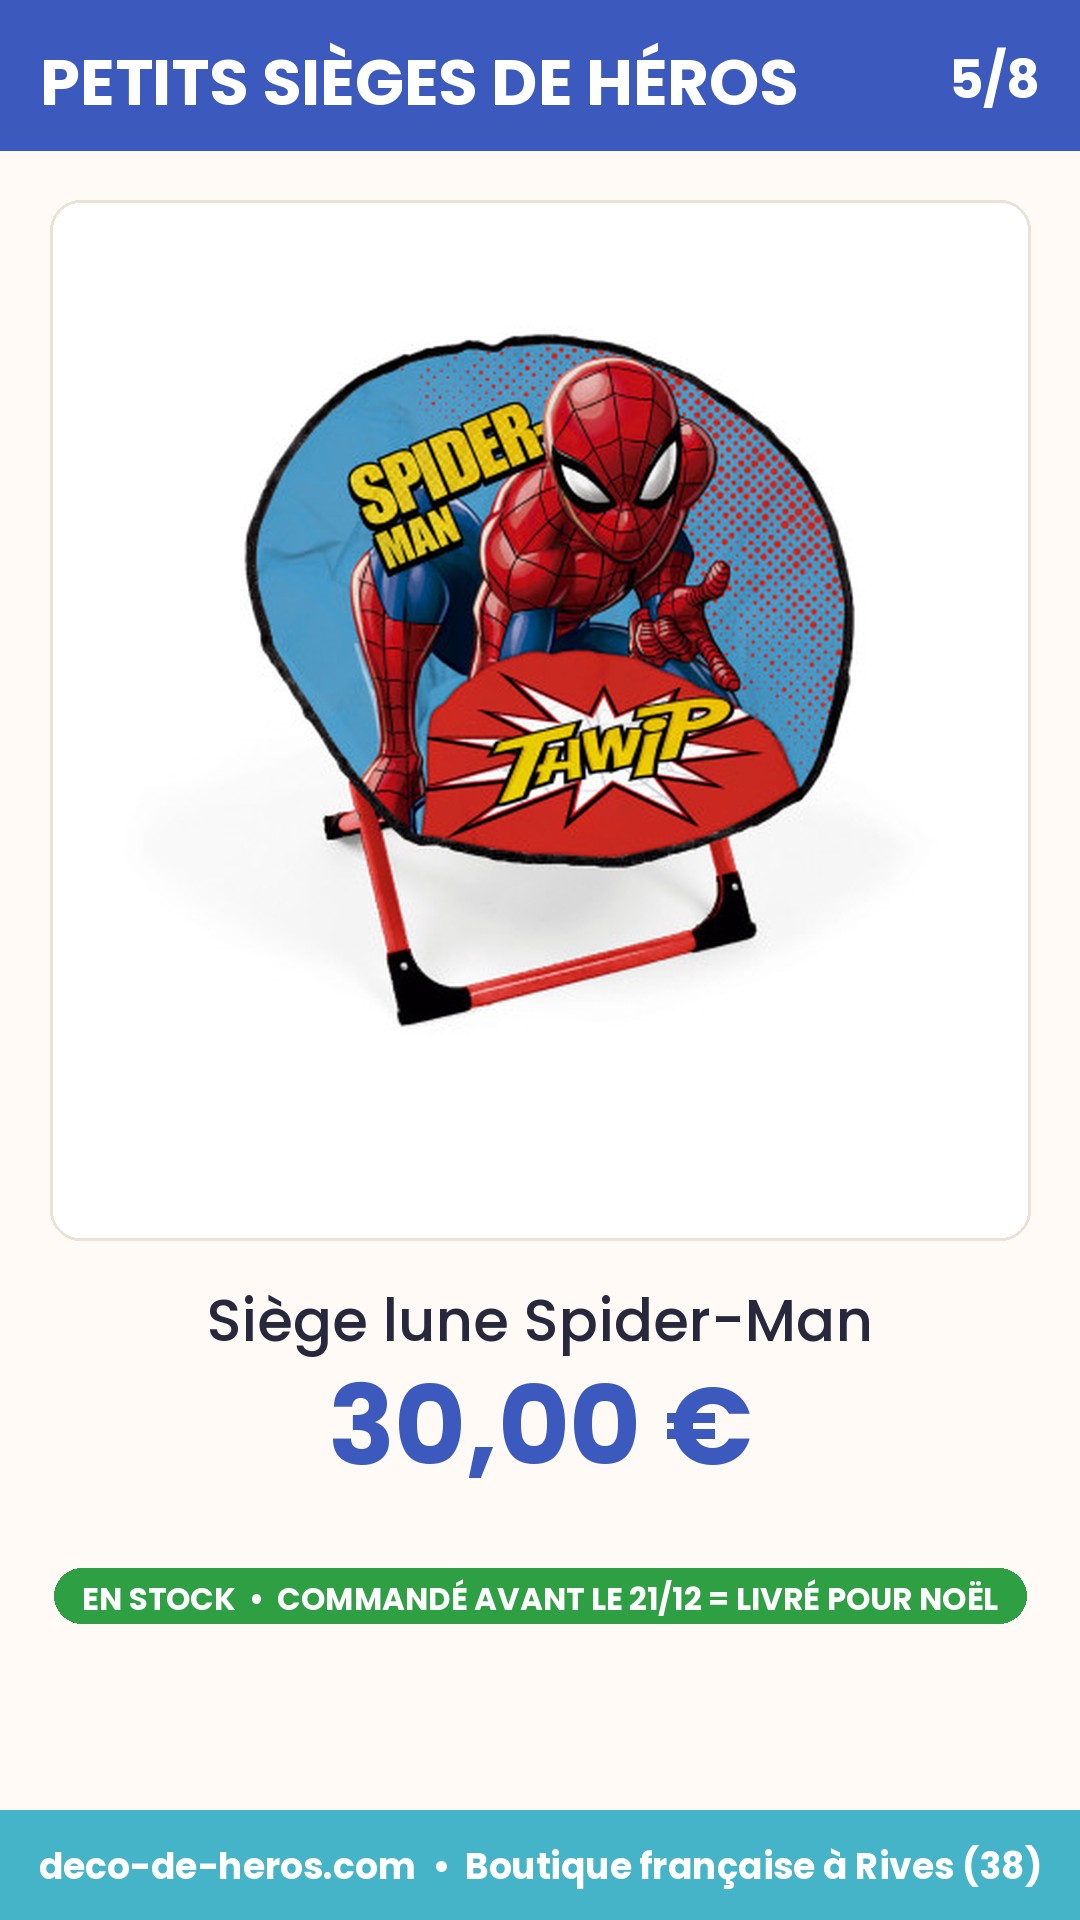 PETITS SIÈGES DE HÉROS
5/8
SPIDER-
MAN
THWIP
Siège lune Spider-Man
30,00 €
EN STOCK • COMMANDÉ AVANT LE 21/12 = LIVRÉ POUR NOËL
deco-de-heros.com • Boutique française à Rives (38)